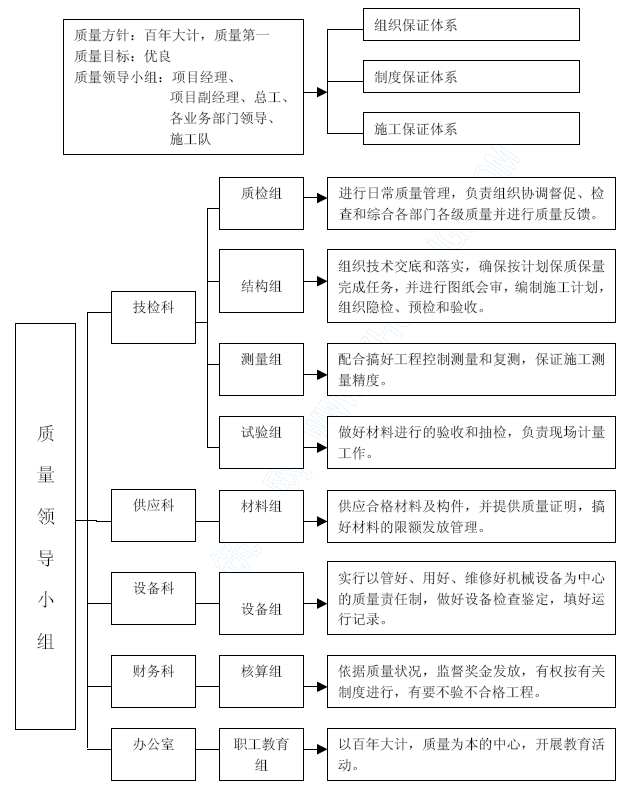 质量方针：百年大计，质量第一
质量目标：优良
质量领导小组：项目经理、
项目副经理、总工、
各业务部门领导、
施工队
组织保证体系
制度保证体系
施工保证体系
质量领导小组
技检科
质检组
进行日常质量管理，负责组织协调督促、检
查和综合各部门各级质量并进行质量反馈。
结构组
组织技术交底和落实，确保按计划保质保量
完成任务，并进行图纸会审，编制施工计划，
组织隐检、预检和验收。
测量组
配合搞好工程控制测量和复测，保证施工测
量精度。
试验组
做好材料进行的验收和抽检，负责现场计量
工作。
供应科
材料组
供应合格材料及构件，并提供质量证明，搞
好材料的限额发放管理。
设备科
设备组
实行以管好、用好、维修好机械设备为中心
的质量责任制，做好设备检查鉴定，填好运
行记录。
财务科
核算组
依据质量状况，监督奖金发放，有权按有关
制度进行，有要不验不合格工程。
办公室
职工教育
组
以百年大计，质量为本的中心，开展教育活
动。